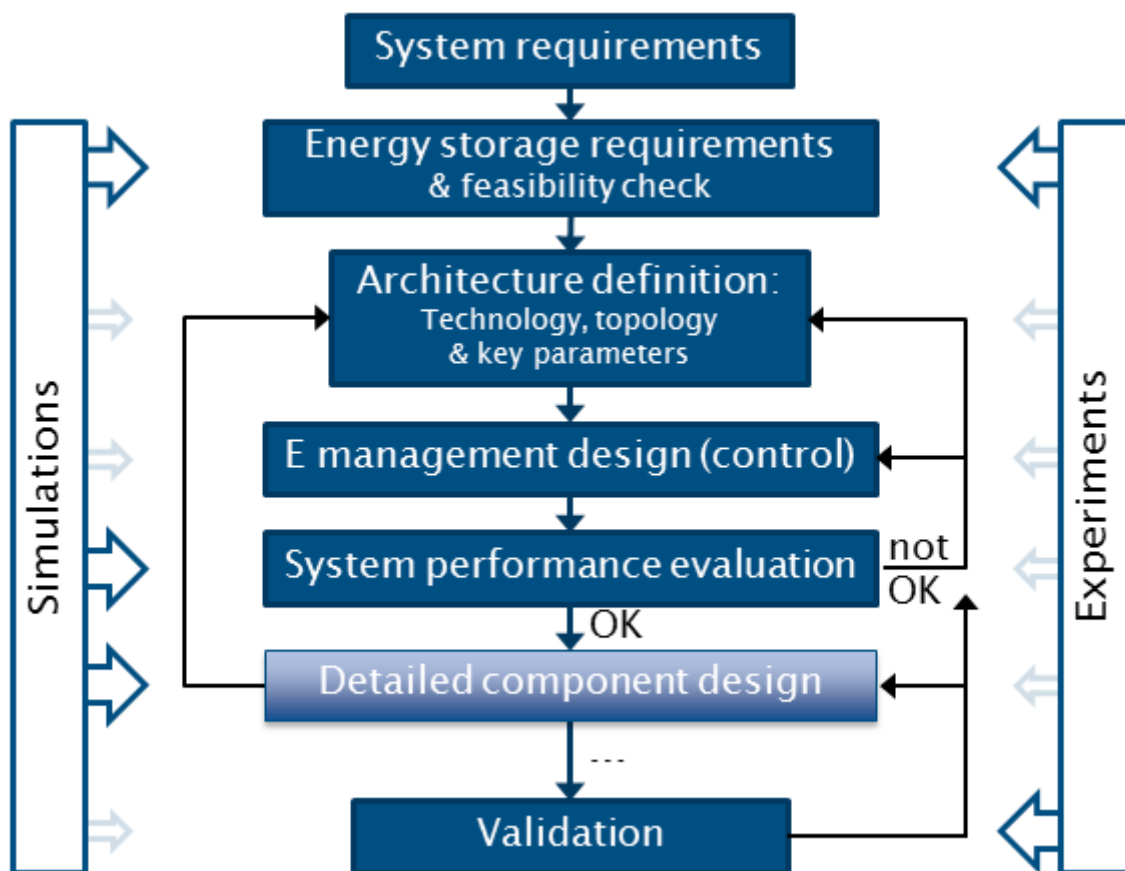 System requirements
Energy storage requirements
& feasibility check
Architecture definition:
Technology, topology
& key parameters
E management design (control)
System performance evaluation
not
OK
OK
Detailed component design
---
Validation
Simulations
Experiments